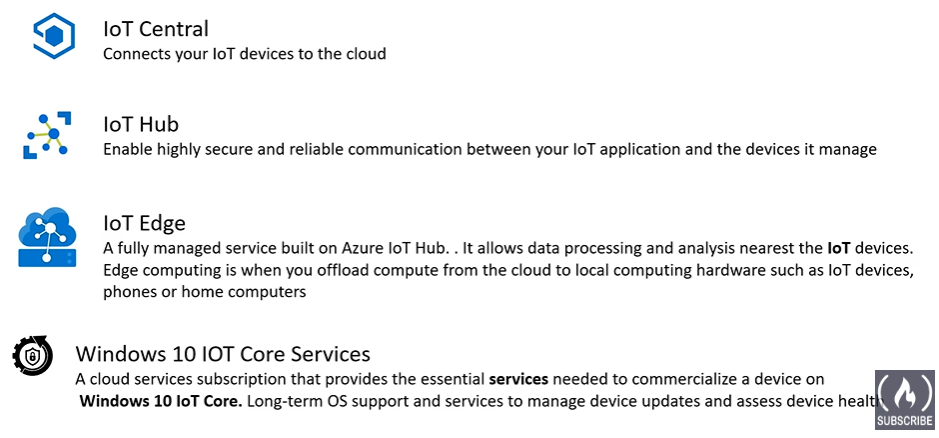 IoT Central
Connects your IoT devices to the cloud
IoT Hub
Enable highly secure and reliable communication between your IoT application and the devices it manage
IoT Edge
A fully managed service built on Azure IoT Hub. . It allows data processing and analysis nearest the IoT devices.
Edge computing is when you offload compute from the cloud to local computing hardware such as IoT devices,
phones or home computers
Windows 10 IOT Core Services
A cloud services subscription that provides the essential services needed to commercialize a device on
Windows 10 IoT Core. Long-term OS support and services to manage device updates and assess device health
SUBSCRIBE